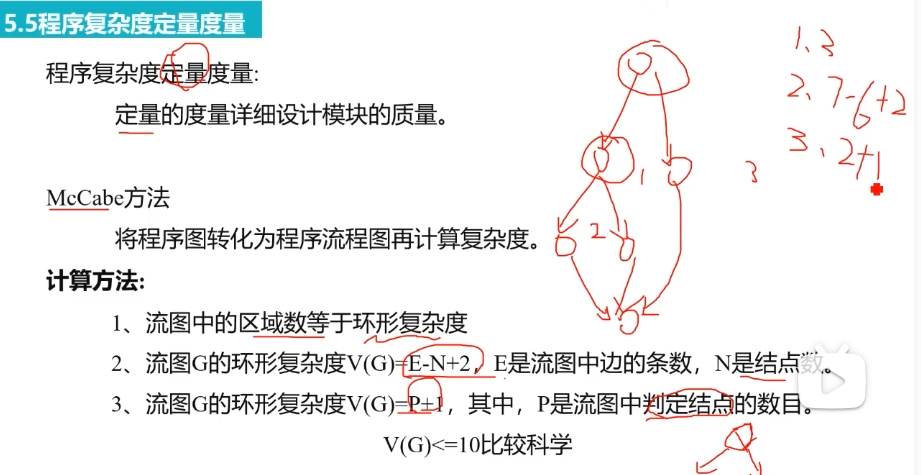 5.5程序复杂度定量度量
程序复杂度定量度量:
定量的度量详细设计模块的质量。
McCabe方法
将程序图转化为程序流程图再计算复杂度。
计算方法:
1、流图中的区域数等于环形复杂度
2、流图G的环形复杂度V(G)=E-N+2，E是流图中边的条数，N是结点数。
3、流图G的环形复杂度V(G)=P+1，其中，P是流图中判定结点的数目。
V(G)<=10比较科学
1、3
2、7-6+2
3、2+1
1
2
3